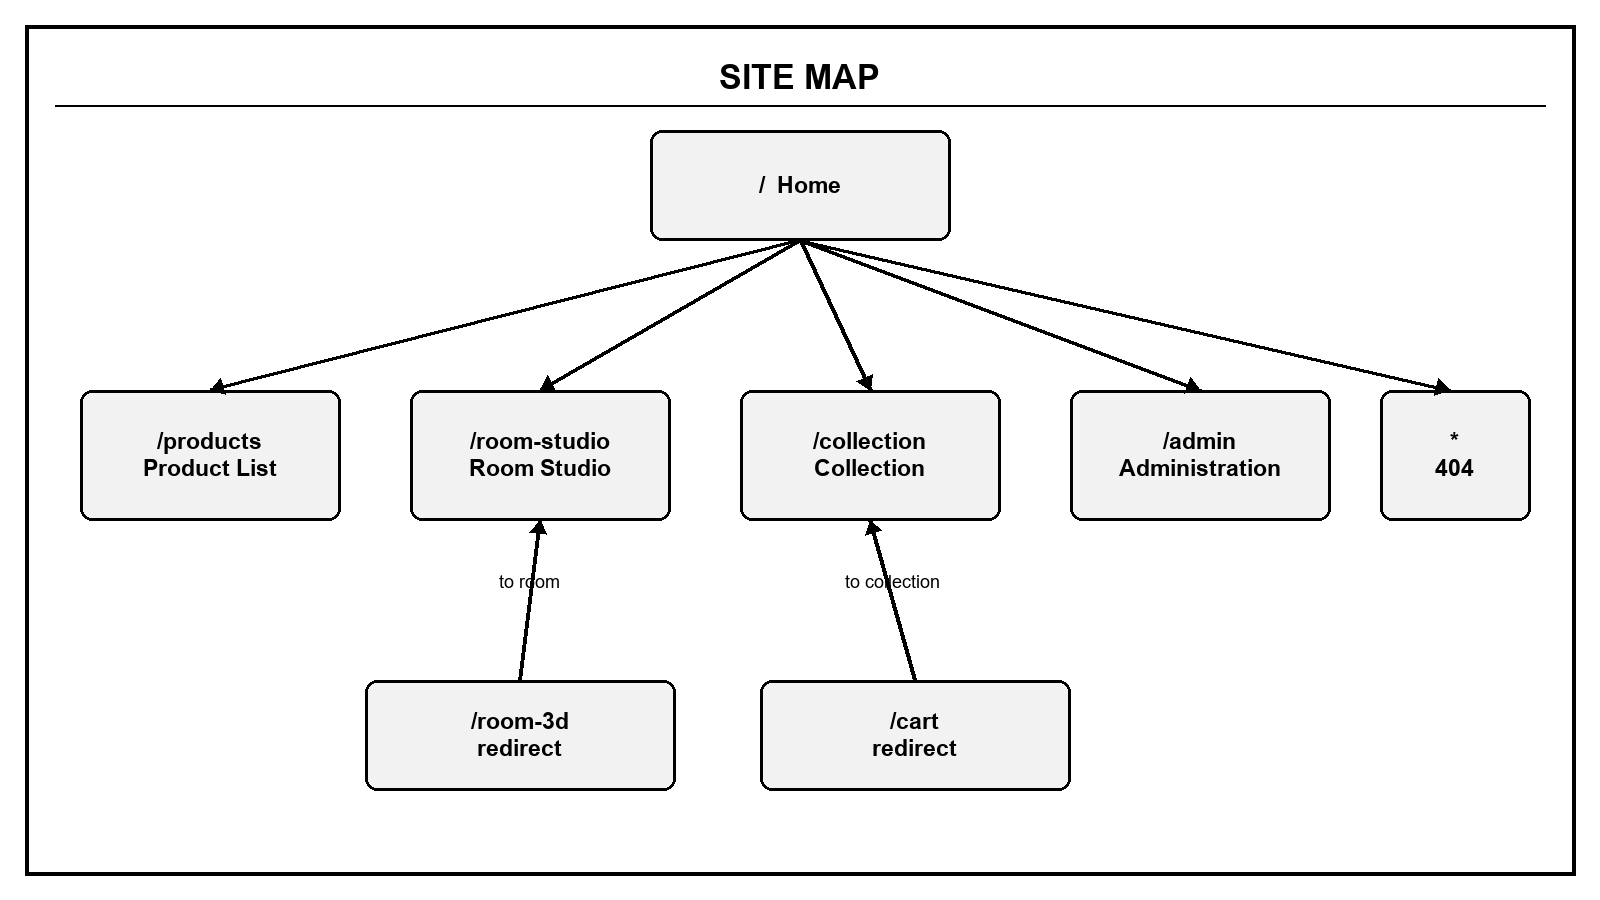 SITE MAP
/ Home
/products
Product List
/room-studio
Room Studio
/collection
Collection
/admin
Administration
*
404
to room
to collection
/room-3d
redirect
/cart
redirect